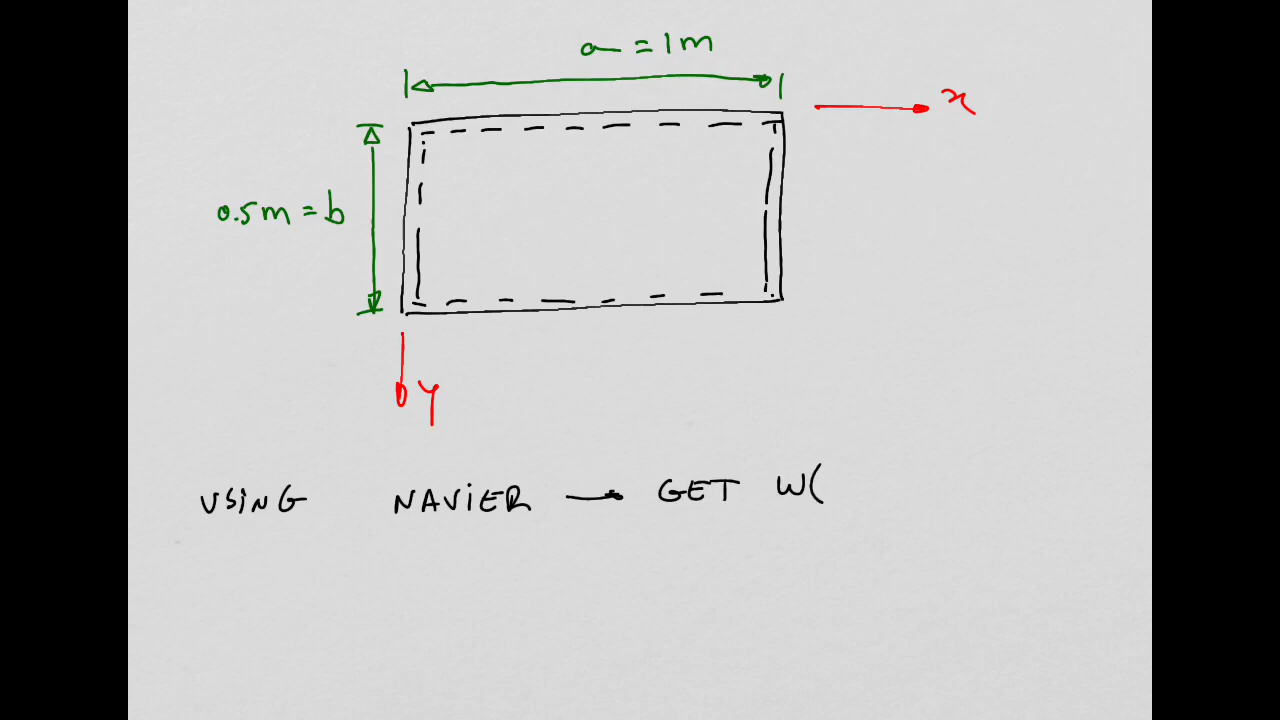 a = 1m
x
0.5m = b
y
USING NAVIER → GET W(